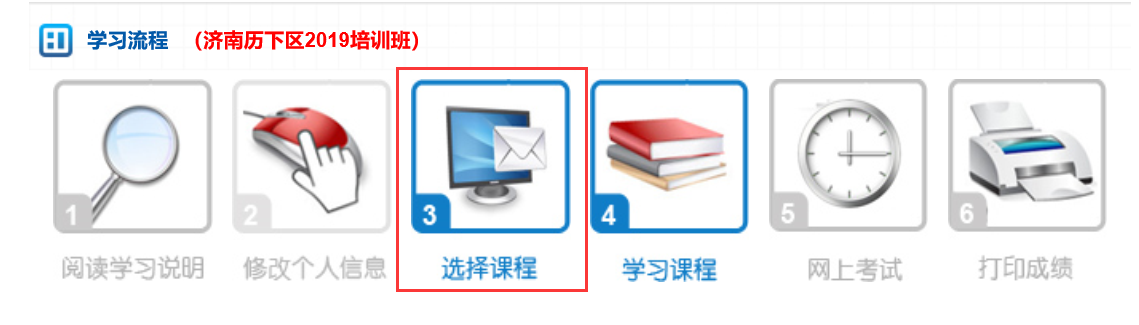 学习流程 （济南历下区2019培训班）
1 2 3 4 5 6
阅读学习说明 修改个人信息 选择课程 学习课程 网上考试 打印成绩